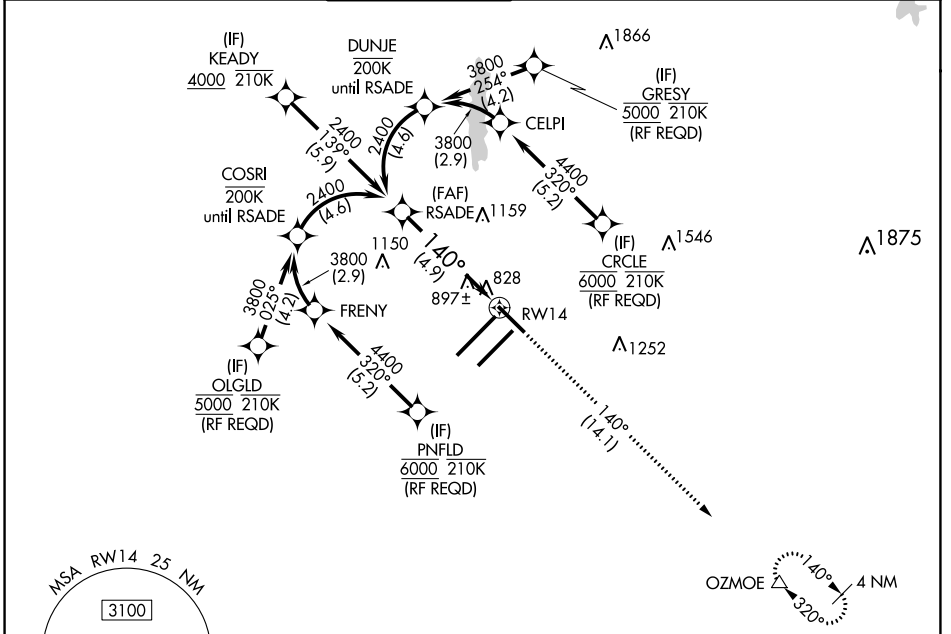 (IF)
KEADY
4000 210K
DUNJE
200K
until RSADE
1866
3800
254°
(4.2)
(IF)
GRESY
5000 210K
(RF REQD)
CELPI
3800
(2.9)
2400
139°
(5.9)
2400
(4.6)
COSRI
200K
until RSADE
2400
(4.6)
4400
320°
(5.2)
(FAF)
RSADE
1159
(IF)
CRCLE
6000 210K
(RF REQD)
1546
1875
1150
3800
(2.9)
140°
(4.9)
828
897±
RW14
FRENY
3800
025°
(4.2)
1252
(IF)
OLGLD
5000 210K
(RF REQD)
4400
320°
(5.2)
(IF)
PNFLD
6000 210K
(RF REQD)
140°
(14.1)
MSA RW14 25 NM
3100
OZMOE
140°
4 NM
320°